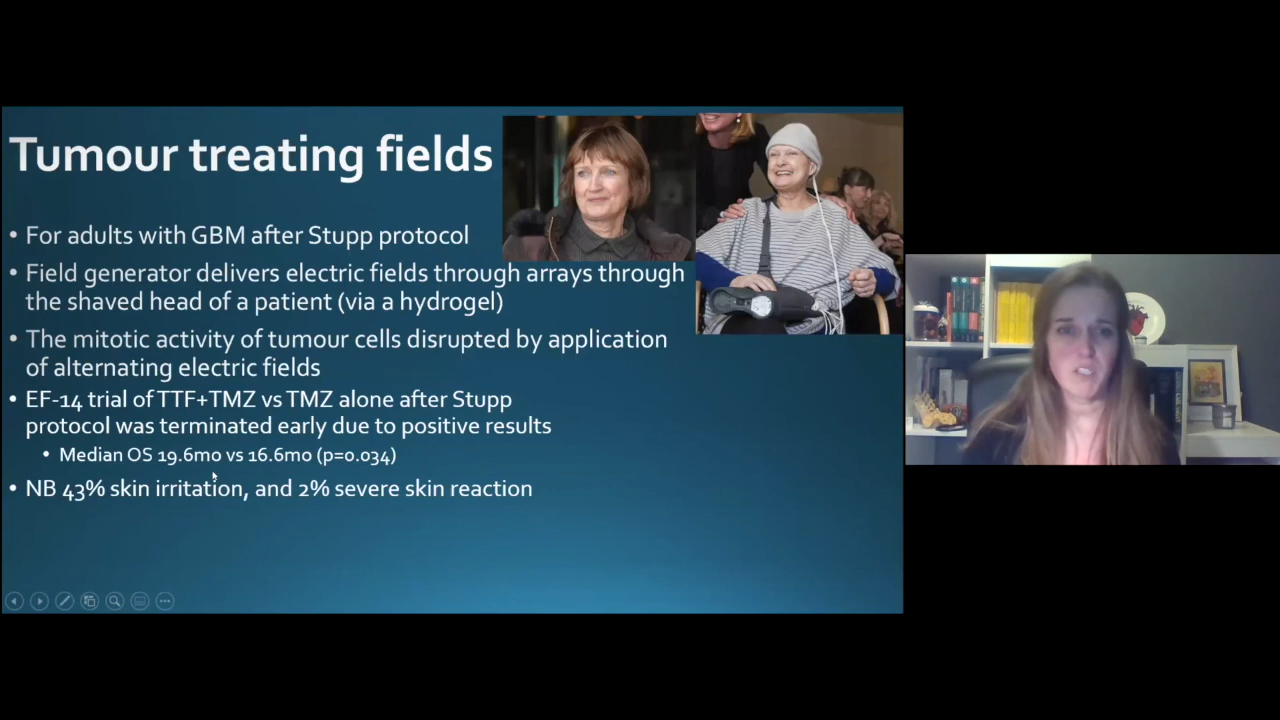 Tumour treating fields
• For adults with GBM after Stupp protocol
• Field generator delivers electric fields through arrays through
the shaved head of a patient (via a hydrogel)
• The mitotic activity of tumour cells disrupted by application
of alternating electric fields
• EF-14 trial of TTF+TMZ vs TMZ alone after Stupp
protocol was terminated early due to positive results
• Median OS 19.6mo vs 16.6mo (p=0.034)
• NB 43% skin irritation, and 2% severe skin reaction